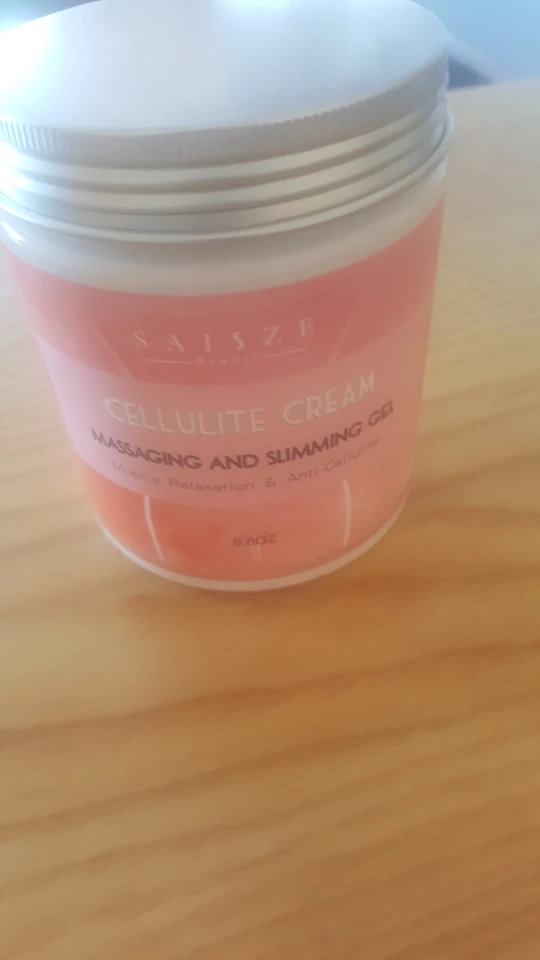 SAISZE
Beauty
CELLULITE CREAM
MASSAGING AND SLIMMING GEL
Muscle Relaxation & Anti-Cellulite
8.8OZ